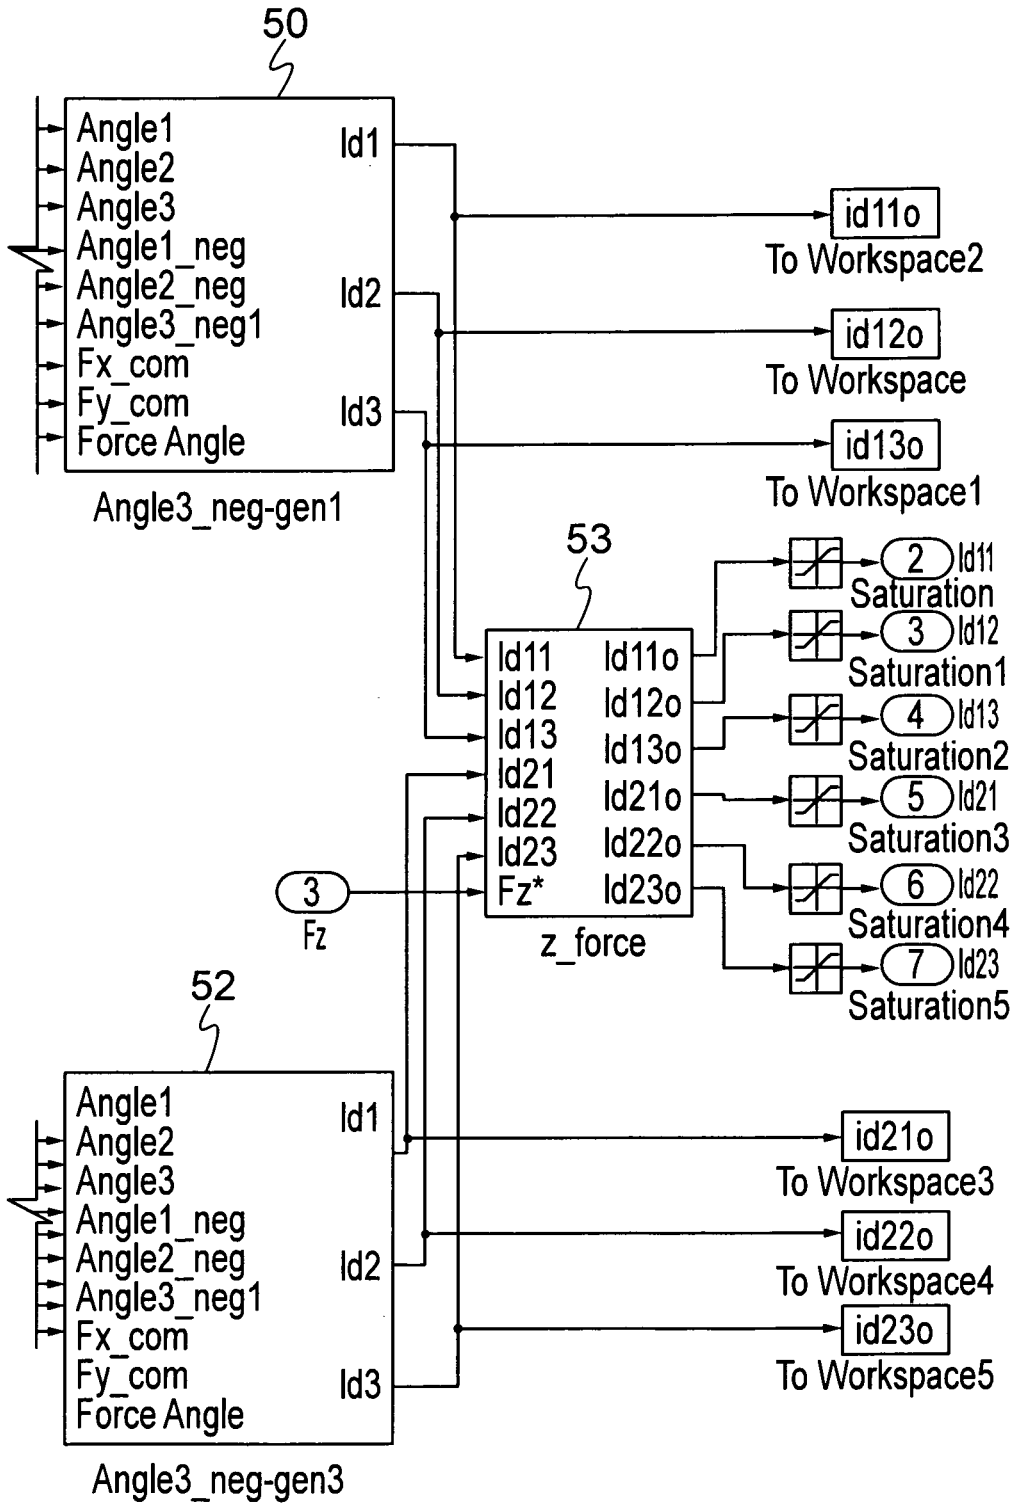 50
Angle1
Angle2
Angle3
Angle1_neg
Angle2_neg
Angle3_neg1
Fx_com
Fy_com
Force Angle
Id1
Id2
Id3
Angle3_neg-gen1
id11o
To Workspace2
id12o
To Workspace
id13o
To Workspace1
53
Id11
Id12
Id13
Id21
Id22
Id23
Fz*
Id11o
Id12o
Id13o
Id21o
Id22o
Id23o
z_force
3
Fz
2 Id11
Saturation
3 Id12
Saturation1
4 Id13
Saturation2
5 Id21
Saturation3
6 Id22
Saturation4
7 Id23
Saturation5
52
Angle1
Angle2
Angle3
Angle1_neg
Angle2_neg
Angle3_neg1
Fx_com
Fy_com
Force Angle
Id1
Id2
Id3
Angle3_neg-gen3
id21o
To Workspace3
id22o
To Workspace4
id23o
To Workspace5